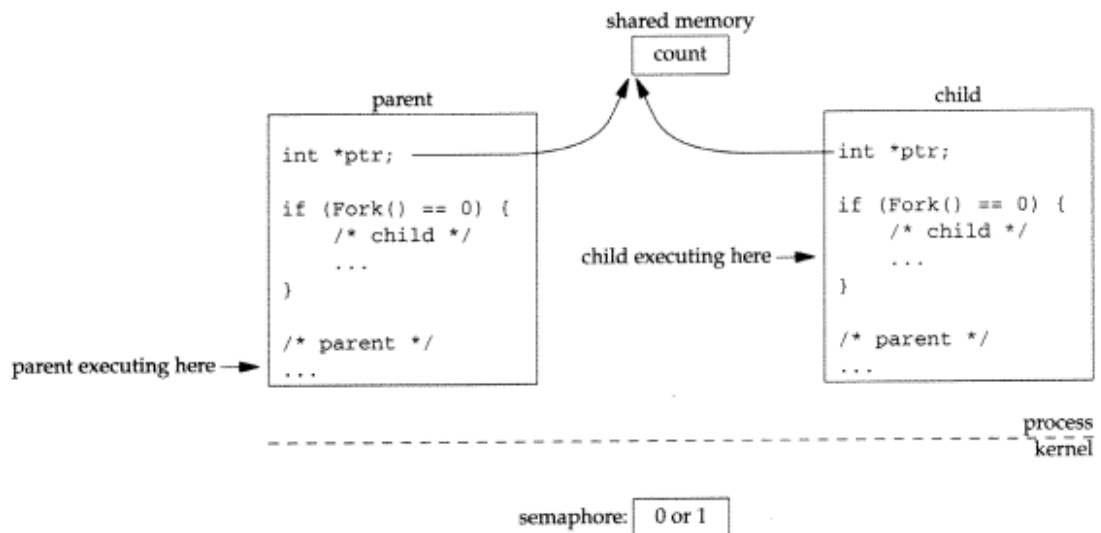 shared memory
count
parent
int *ptr;
if (Fork() == 0) {
/* child */
...
}
/* parent */
...
parent executing here
child
int *ptr;
if (Fork() == 0) {
/* child */
...
}
/* parent */
...
child executing here
process
kernel
semaphore: 0 or 1